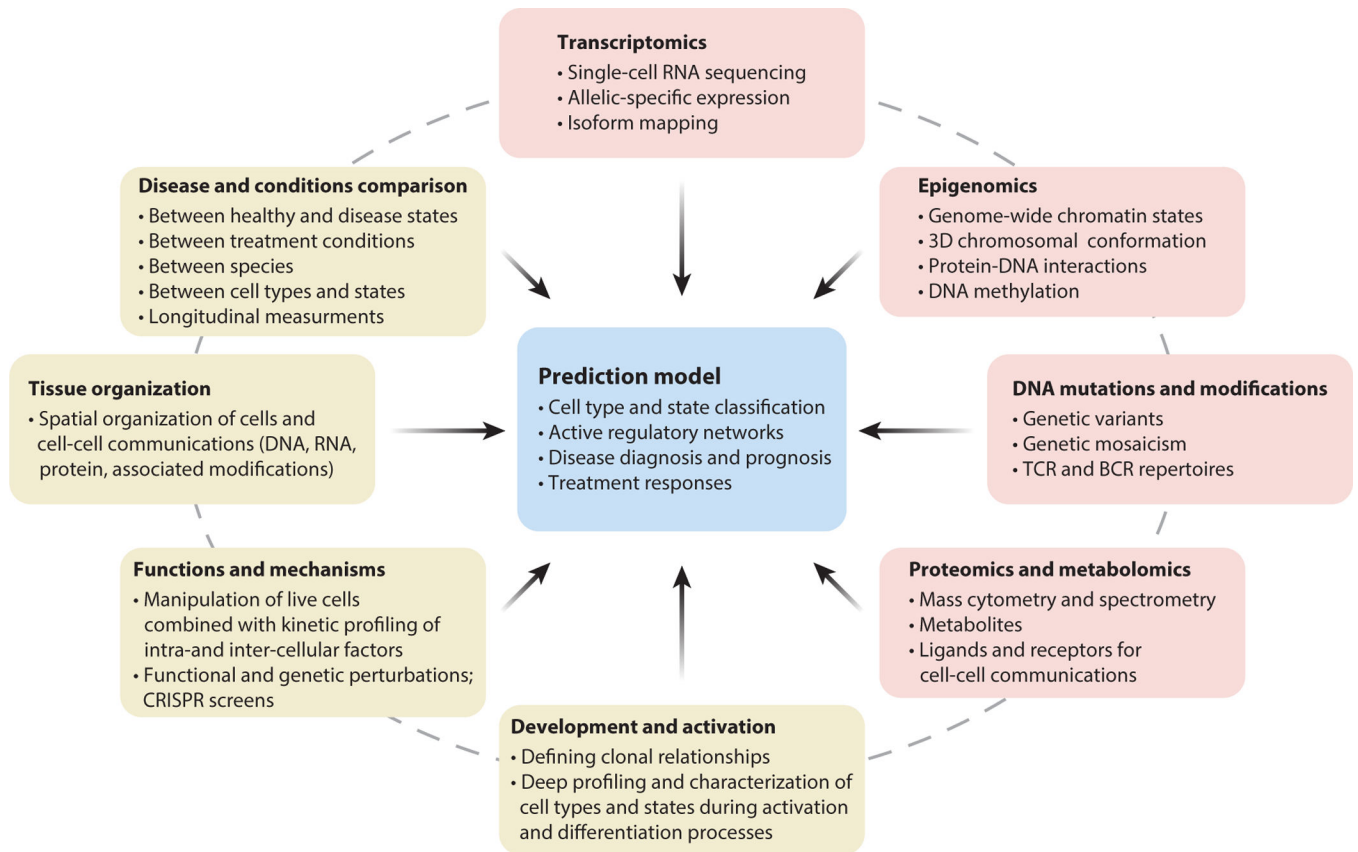 Transcriptomics
• Single-cell RNA sequencing
• Allelic-specific expression
• Isoform mapping
Disease and conditions comparison
• Between healthy and disease states
• Between treatment conditions
• Between species
• Between cell types and states
• Longitudinal measurments
Epigenomics
• Genome-wide chromatin states
• 3D chromosomal conformation
• Protein-DNA interactions
• DNA methylation
Tissue organization
• Spatial organization of cells and
cell-cell communications (DNA, RNA,
protein, associated modifications)
Prediction model
• Cell type and state classification
• Active regulatory networks
• Disease diagnosis and prognosis
• Treatment responses
DNA mutations and modifications
• Genetic variants
• Genetic mosaicism
• TCR and BCR repertoires
Functions and mechanisms
• Manipulation of live cells
combined with kinetic profiling of
intra-and inter-cellular factors
• Functional and genetic perturbations;
CRISPR screens
Proteomics and metabolomics
• Mass cytometry and spectrometry
• Metabolites
• Ligands and receptors for
cell-cell communications
Development and activation
• Defining clonal relationships
• Deep profiling and characterization of
cell types and states during activation
and differentiation processes